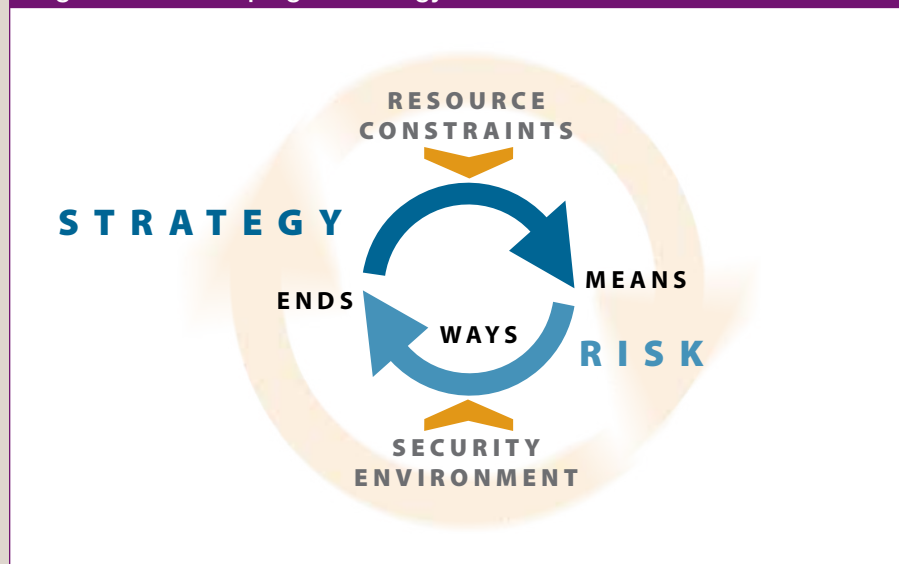 RESOURCE
CONSTRAINTS
STRATEGY
MEANS
ENDS
WAYS
RISK
SECURITY
ENVIRONMENT